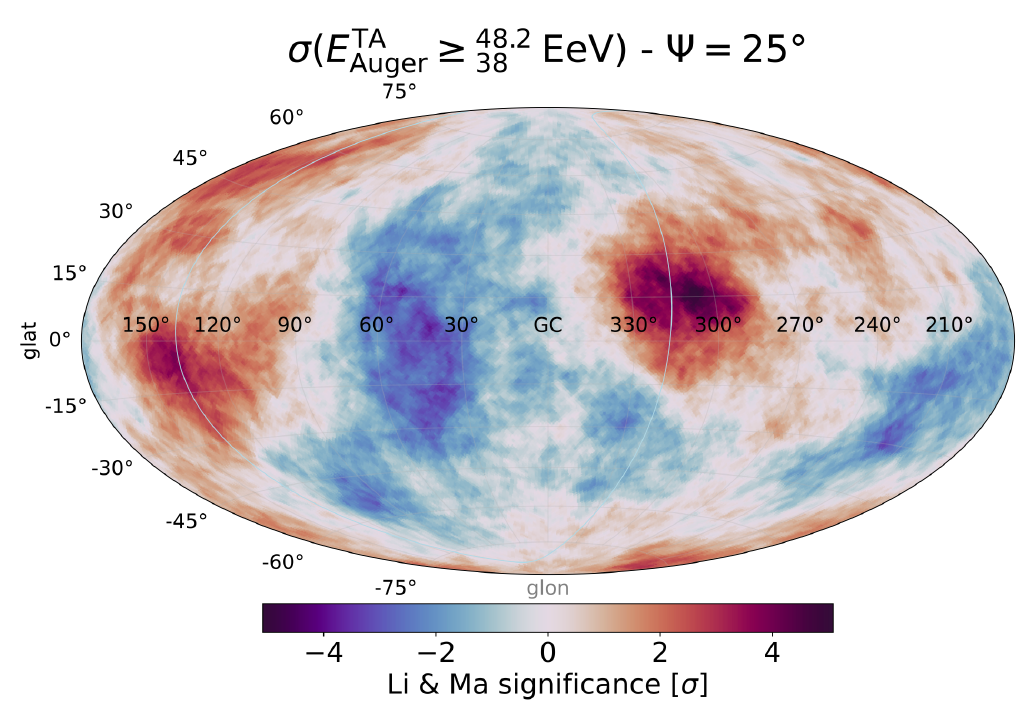 σ(E^TA_Auger ≥ ^48.2_38 EeV) - Ψ = 25°
75°
60°
45°
30°
15°
glat 0° 150° 120° 90° 60° 30° GC 330° 300° 270° 240° 210°
-15°
-30°
-45°
-60°
-75° glon
−4 −2 0 2 4
Li & Ma significance [σ]